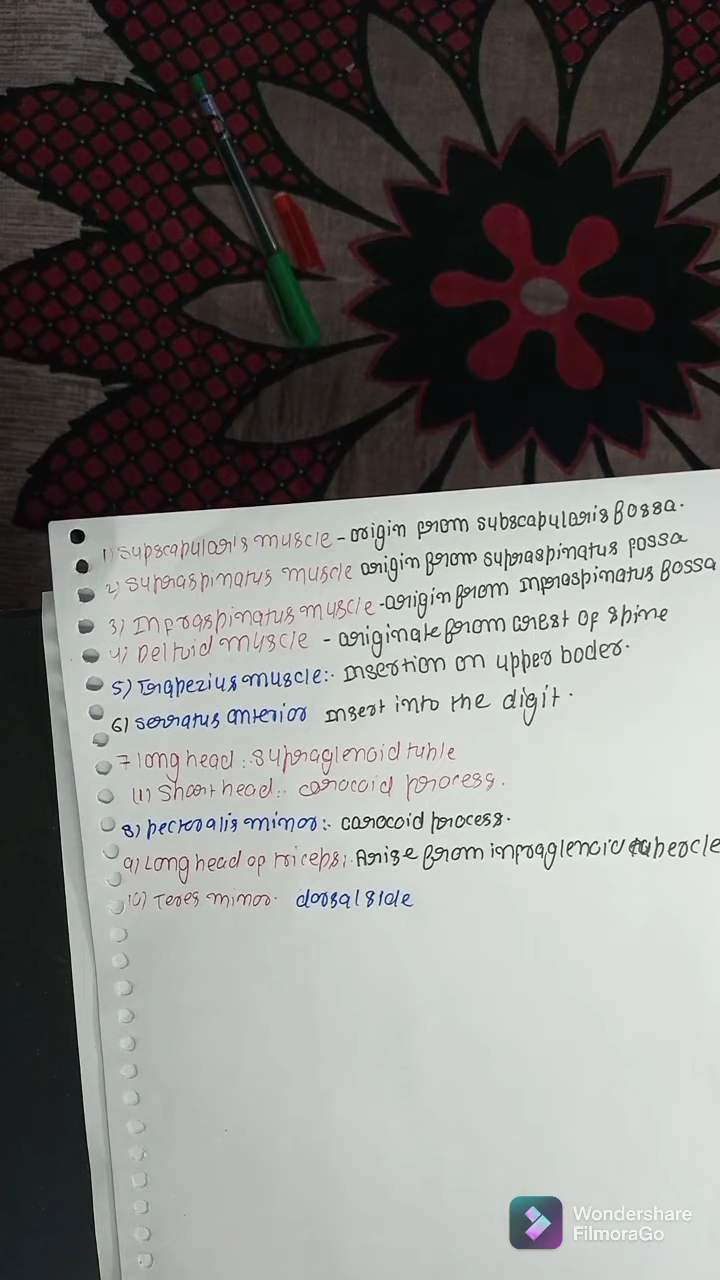 1) Supscapularis muscle - origin from subscapularis fossa.
2) Supraspinatus muscle origin from supraspinatus fossa
3) Infraspinatus muscle - origin from Infraspinatus fossa
4) Deltoid muscle - originate from crest of spine
5) Trapezius muscle:- Insertion on upper boder.
6) serratus anterior insert into the digit.
7 long head: supraglenoid tuble
(1) Short head:- corocoid process.
8) pectoralis minor:- carocoid process.
9) Long head of triceps: Arise from infraglenoid tubercle
10) Teres minor. dorsal side
Wondershare
FilmoraGo